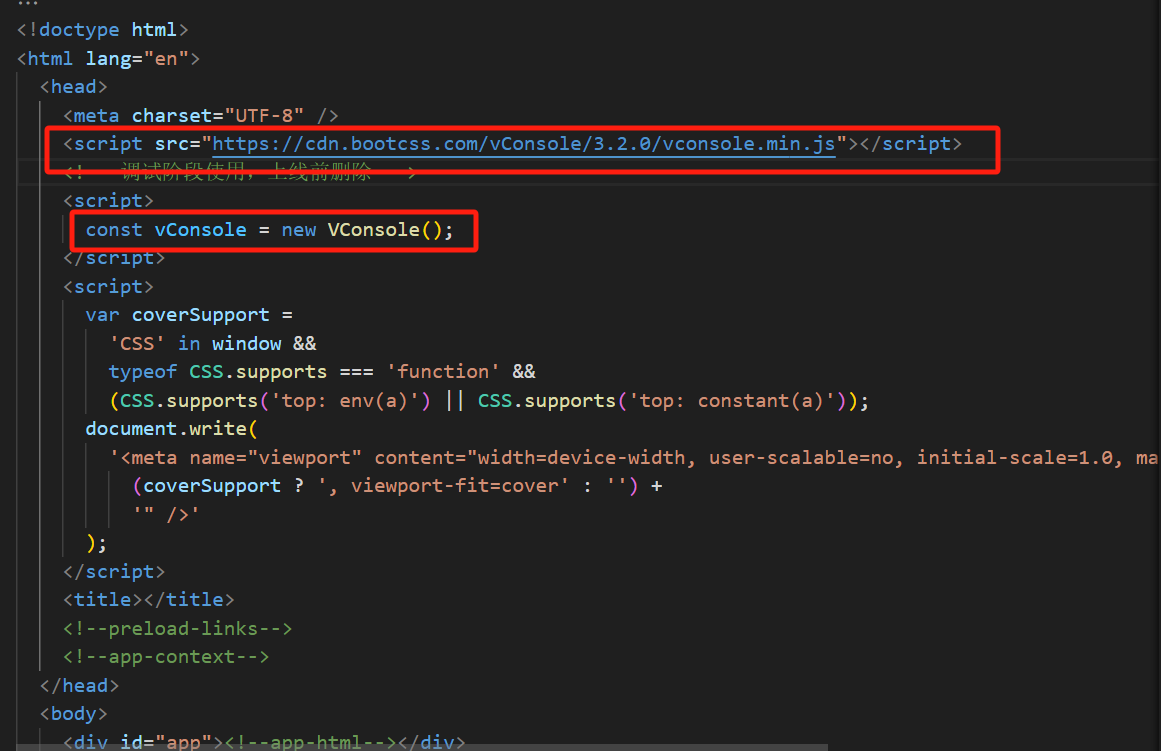 ...
<!doctype html>
<html lang="en">
<head>
<meta charset="UTF-8" />
<script src="https://cdn.bootcss.com/vConsole/3.2.0/vconsole.min.js"></script>
<!-- 调试阶段使用，上线前删除 -->
<script>
const vConsole = new VConsole();
</script>
<script>
var coverSupport =
'CSS' in window &&
typeof CSS.supports === 'function' &&
(CSS.supports('top: env(a)') || CSS.supports('top: constant(a)'));
document.write(
'<meta name="viewport" content="width=device-width, user-scalable=no, initial-scale=1.0, ma
(coverSupport ? ', viewport-fit=cover' : '') +
'" />'
);
</script>
<title></title>
<!--preload-links-->
<!--app-context-->
</head>
<body>
<div id="app"><!--app-html--></div>